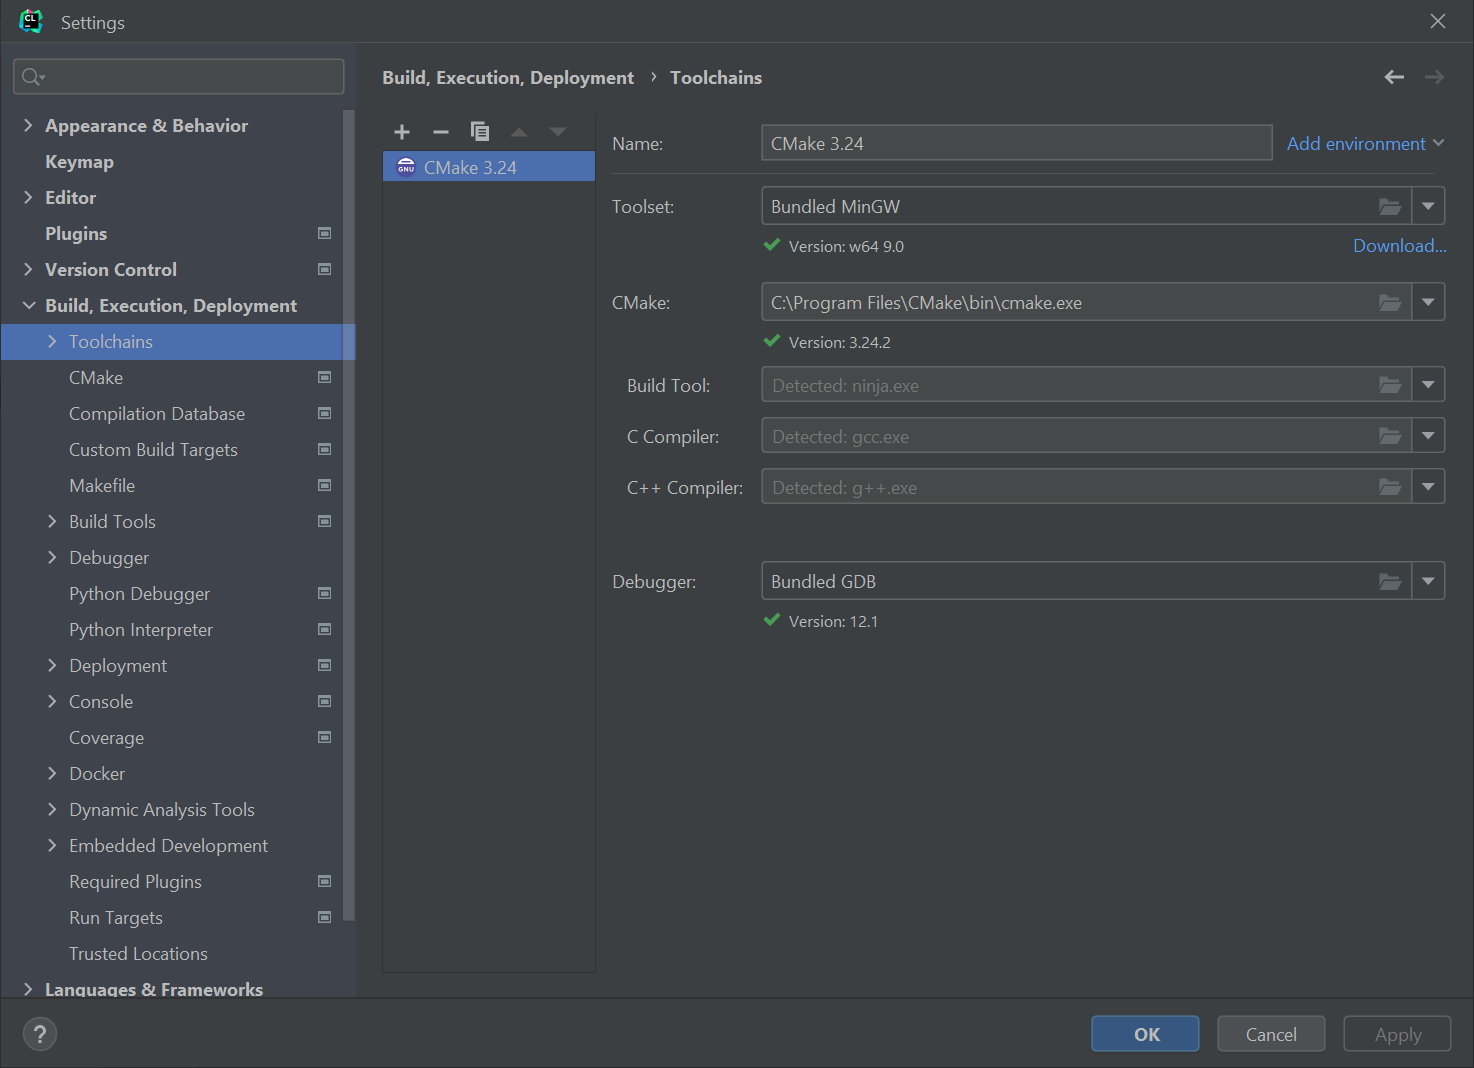 CL
Settings
Appearance & Behavior
Keymap
Editor
Plugins
Version Control
Build, Execution, Deployment
Toolchains
CMake
Compilation Database
Custom Build Targets
Makefile
Build Tools
Debugger
Python Debugger
Python Interpreter
Deployment
Console
Coverage
Docker
Dynamic Analysis Tools
Embedded Development
Required Plugins
Run Targets
Trusted Locations
Languages & Frameworks
Build, Execution, Deployment › Toolchains
GNU CMake 3.24
Name: CMake 3.24 Add environment
Toolset: Bundled MinGW
Version: w64 9.0 Download...
CMake: C:\Program Files\CMake\bin\cmake.exe
Version: 3.24.2
Build Tool: Detected: ninja.exe
C Compiler: Detected: gcc.exe
C++ Compiler: Detected: g++.exe
Debugger: Bundled GDB
Version: 12.1
? OK Cancel Apply